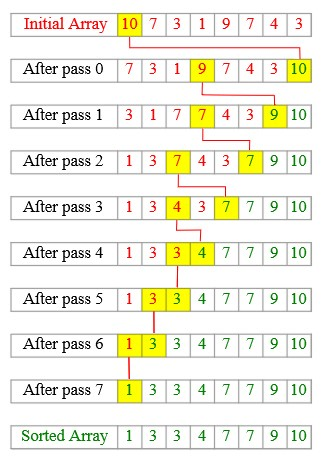 Initial Array 10 7 3 1 9 7 4 3
After pass 0 7 3 1 9 7 4 3 10
After pass 1 3 1 7 7 4 3 9 10
After pass 2 1 3 7 4 3 7 9 10
After pass 3 1 3 4 3 7 7 9 10
After pass 4 1 3 3 4 7 7 9 10
After pass 5 1 3 3 4 7 7 9 10
After pass 6 1 3 3 4 7 7 9 10
After pass 7 1 3 3 4 7 7 9 10
Sorted Array 1 3 3 4 7 7 9 10